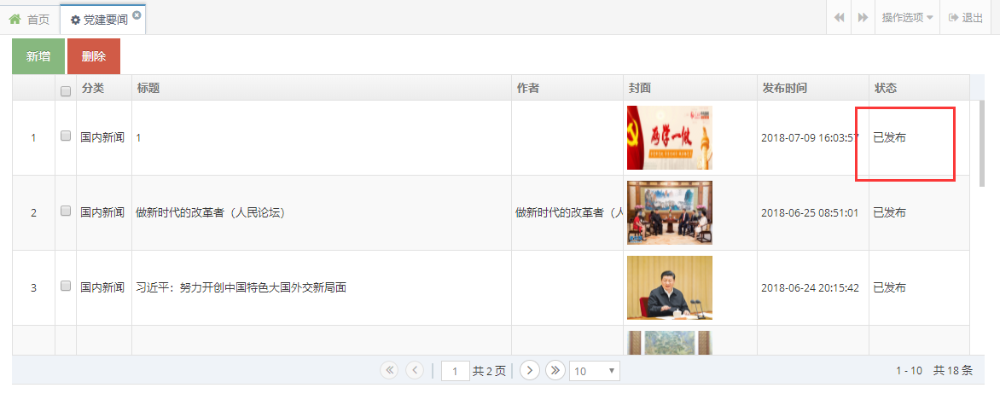 首页 党建要闻 操作选项 退出
新增 删除
分类 标题 作者 封面 发布时间 状态
1 国内新闻 1 两学一做 2018-07-09 16:03:57 已发布
2 国内新闻 做新时代的改革者（人民论坛） 做新时代的改革者（人 2018-06-25 08:51:01 已发布
3 国内新闻 习近平：努力开创中国特色大国外交新局面 2018-06-24 20:15:42 已发布
1 共 2 页 10 1 - 10 共 18 条